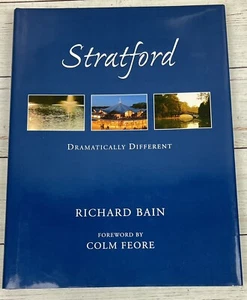 Stratford
DRAMATICALLY DIFFERENT
RICHARD BAIN
FOREWORD BY
COLM FEORE